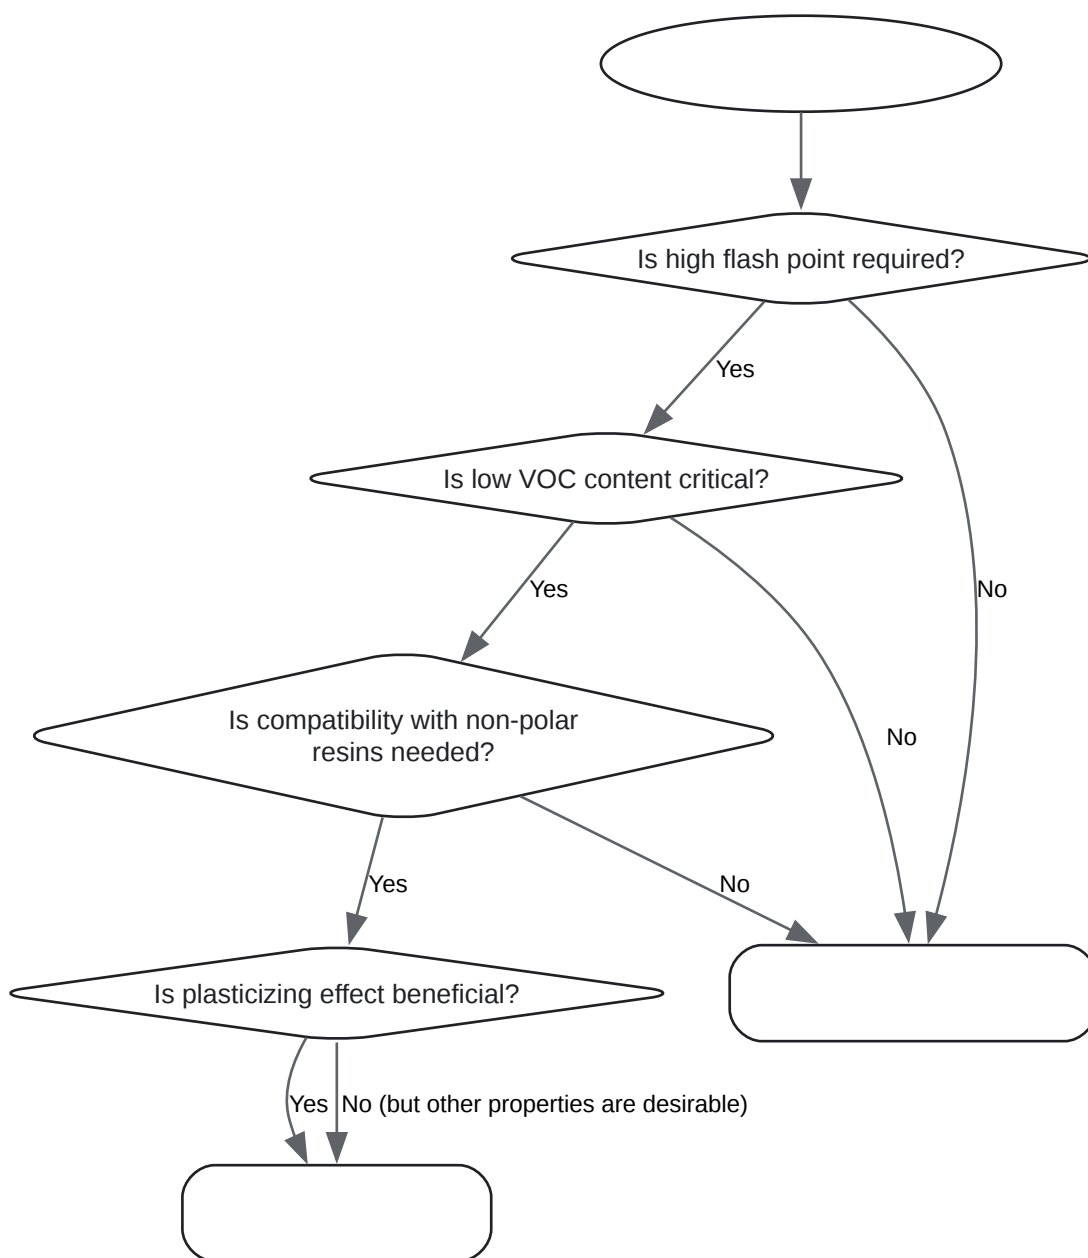 Is high flash point required?
Yes
Is low VOC content critical?
Yes
No
Is compatibility with non-polar
resins needed?
No
Yes
No
Is plasticizing effect beneficial?
Yes
No (but other properties are desirable)